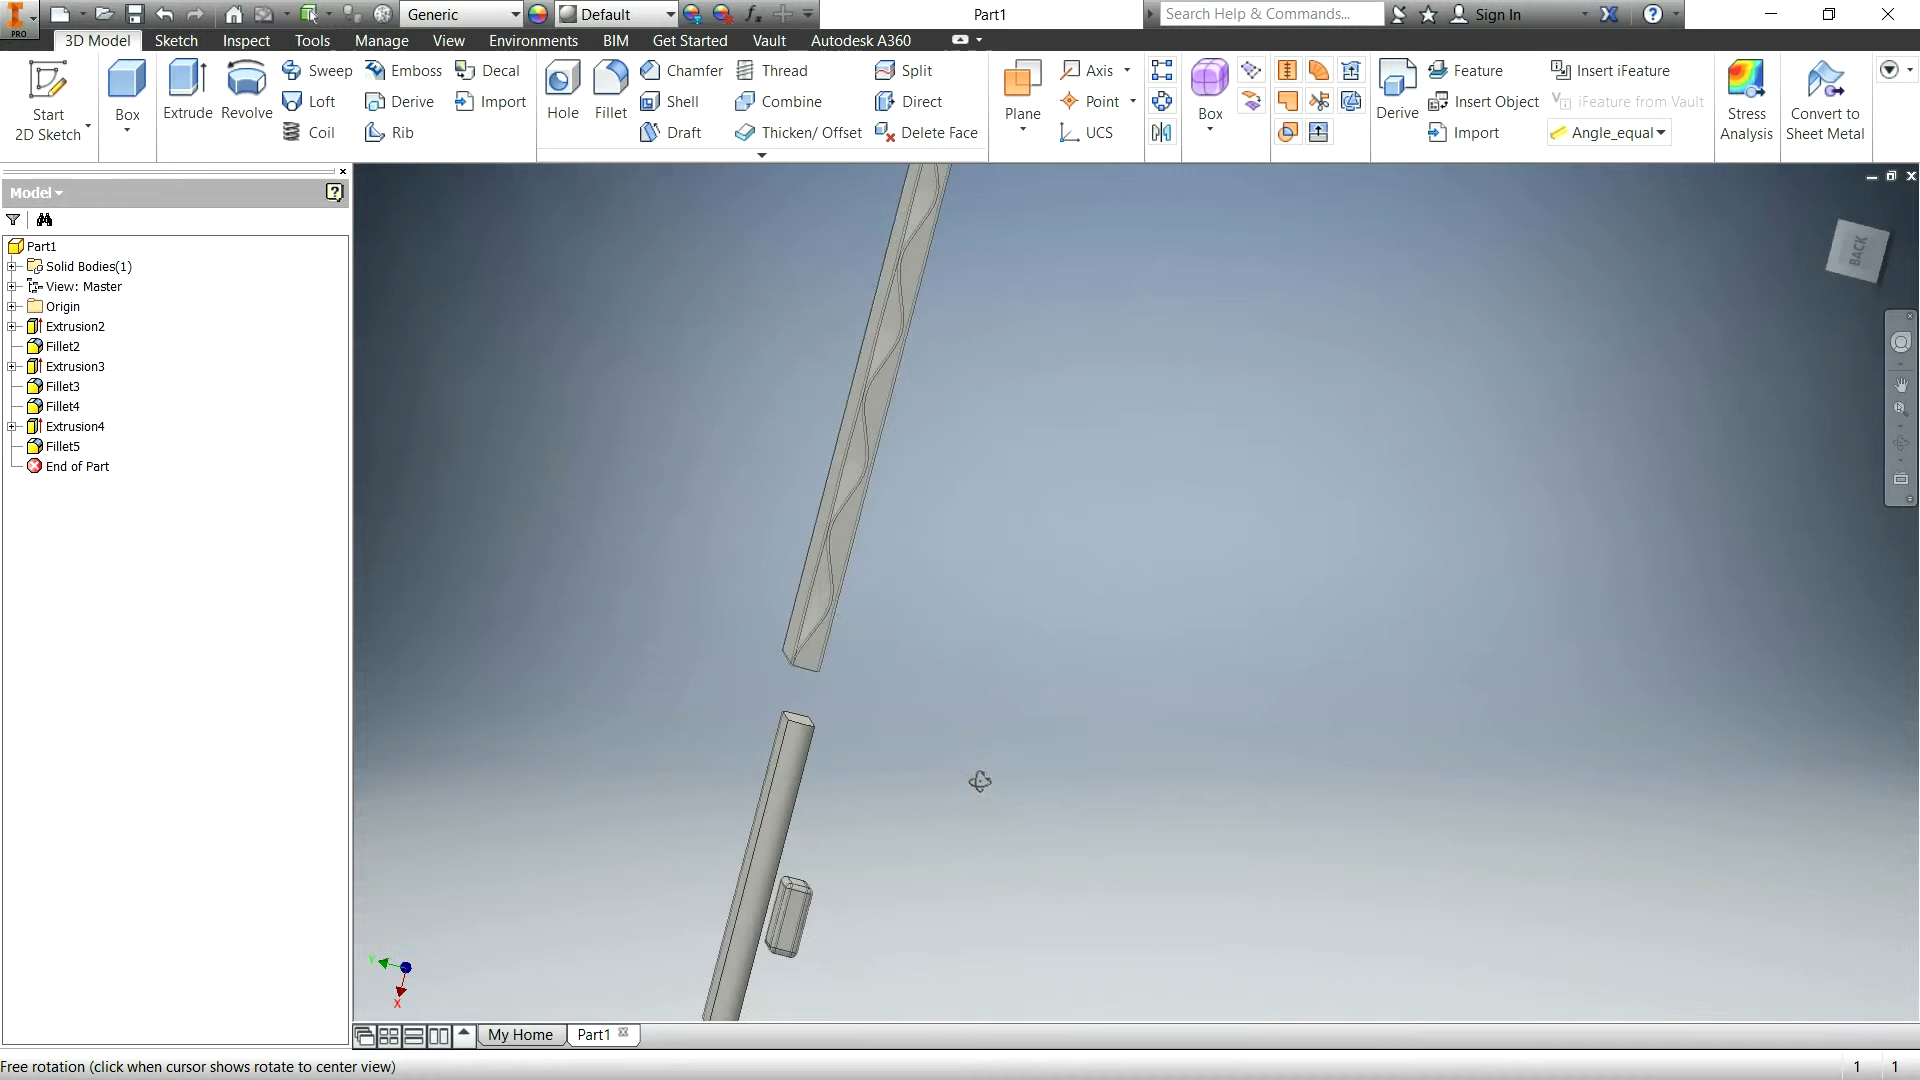 Generic Default Part1 Search Help & Commands... Sign In
PRO
3D Model Sketch Inspect Tools Manage View Environments BIM Get Started Vault Autodesk A360
Start 2D Sketch
Box
Extrude Revolve
Sweep Emboss Decal
Loft Derive Import
Coil Rib
Hole Fillet
Chamfer Thread Split
Shell Combine Direct
Draft Thicken/ Offset Delete Face
Plane
Axis
Point
UCS
Box
Derive
Feature Insert iFeature
Insert Object iFeature from Vault
Import Angle_equal
Stress Analysis
Convert to Sheet Metal
Model
Part1
Solid Bodies(1)
View: Master
Origin
Extrusion2
Fillet2
Extrusion3
Fillet3
Fillet4
Extrusion4
Fillet5
End of Part
BACK
Y
X
My Home Part1
Free rotation (click when cursor shows rotate to center view) 1 1